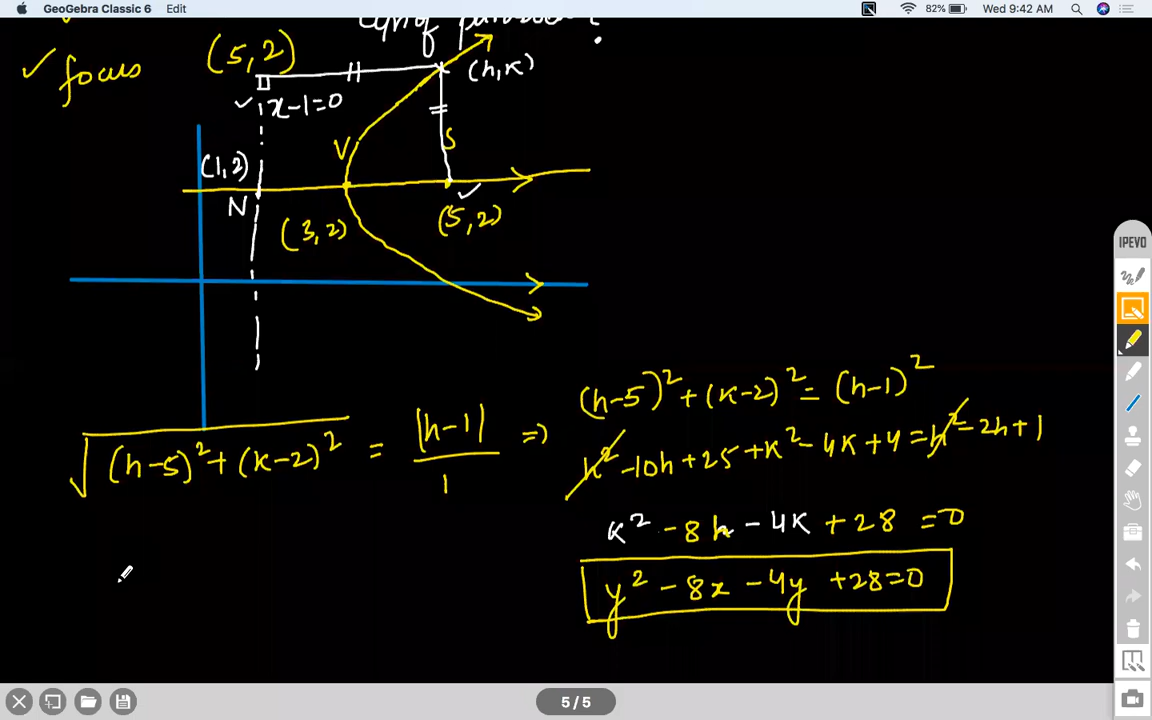 GeoGebra Classic 6 Edit 82% Wed 9:42 AM
✓ focus (5,2)
(h,k)
✓ x-1=0
V S
(1,2)
N (3,2) (5,2)
IPEVO
(h-5)² + (k-2)² = (h-1)²
√(h-5)² + (k-2)² = |h-1| / 1 ⇒ h² - 10h + 25 + k² - 4k + 4 = h² - 2h + 1
k² - 8h - 4k + 28 = 0
y² - 8x - 4y + 28 = 0
5 / 5